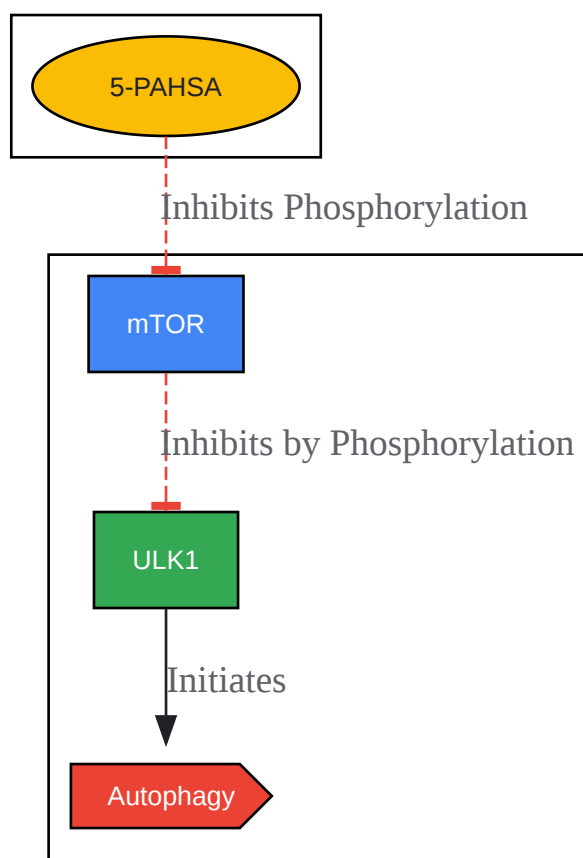 5-PAHSA
Inhibits Phosphorylation
mTOR
Inhibits by Phosphorylation
ULK1
Initiates
Autophagy